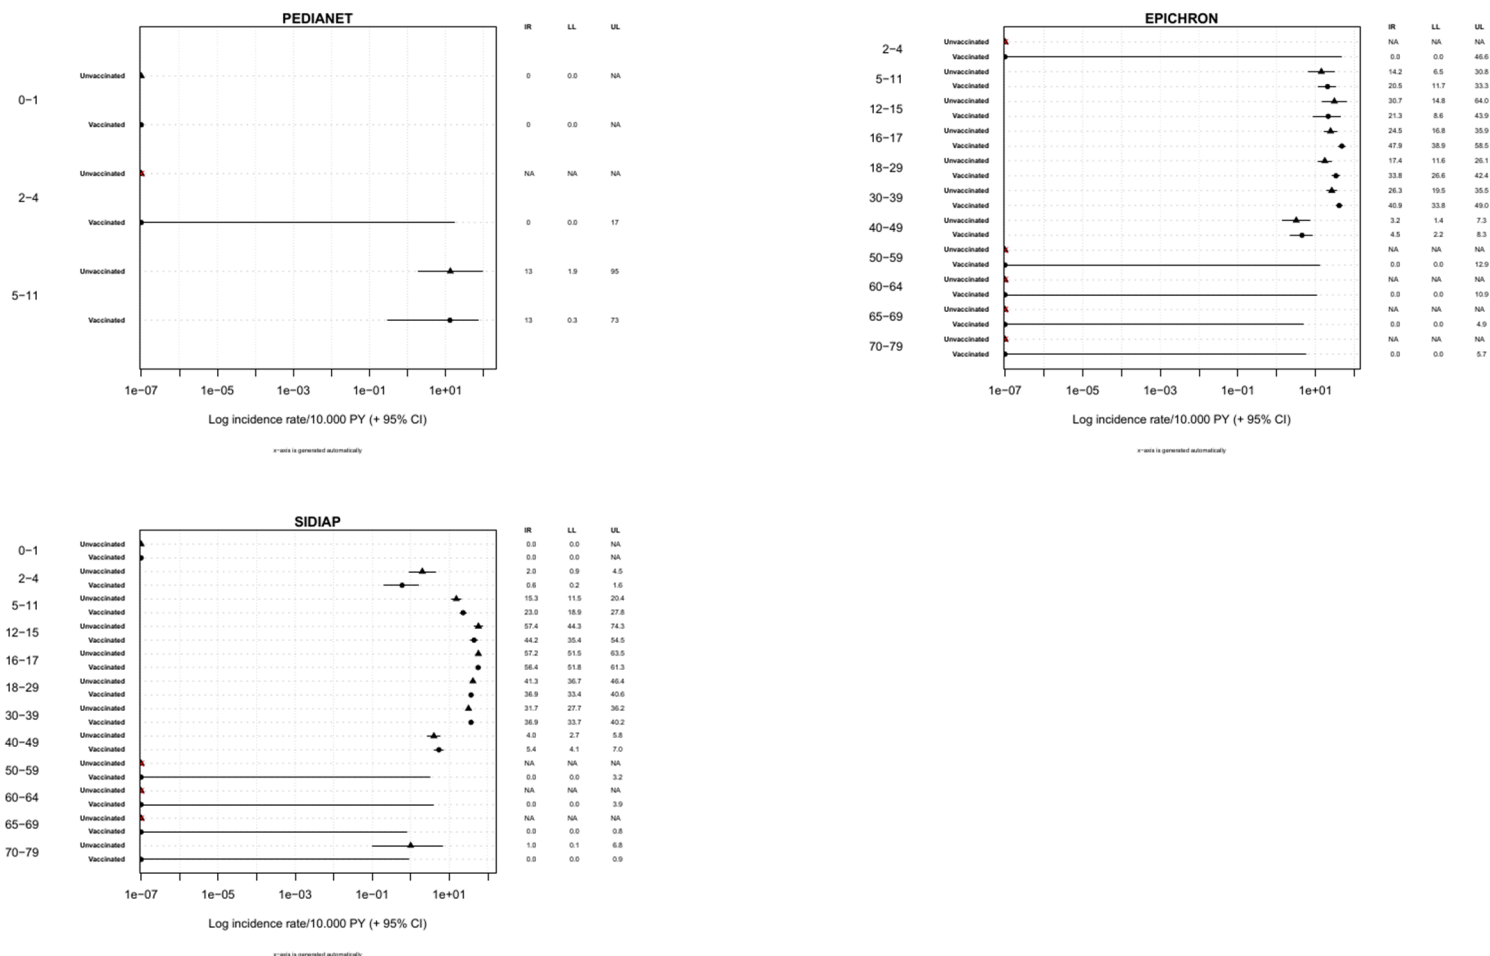 PEDIANET
IR LL UL
0−1
Unvaccinated 0 0.0 NA
Vaccinated 0 0.0 NA
2−4
Unvaccinated NA NA NA
Vaccinated 0 0.0 17
5−11
Unvaccinated 13 1.9 95
Vaccinated 13 0.3 73
1e−07 1e−05 1e−03 1e−01 1e+01
Log incidence rate/10.000 PY (+ 95% CI)
x−axis is generated automatically
EPICHRON
IR LL UL
2−4
Unvaccinated NA NA NA
Vaccinated 0.0 0.0 46.6
5−11
Unvaccinated 14.2 6.5 30.8
Vaccinated 20.5 11.7 33.3
12−15
Unvaccinated 30.7 14.8 64.0
Vaccinated 21.3 8.6 43.9
16−17
Unvaccinated 24.5 16.8 35.9
Vaccinated 47.9 38.9 58.5
18−29
Unvaccinated 17.4 11.6 26.1
Vaccinated 33.8 26.6 42.4
30−39
Unvaccinated 26.3 19.5 35.5
Vaccinated 40.9 33.8 49.0
40−49
Unvaccinated 3.2 1.4 7.3
Vaccinated 4.5 2.2 8.3
50−59
Unvaccinated NA NA NA
Vaccinated 0.0 0.0 12.9
60−64
Unvaccinated NA NA NA
Vaccinated 0.0 0.0 10.9
65−69
Unvaccinated NA NA NA
Vaccinated 0.0 0.0 4.9
70−79
Unvaccinated NA NA NA
Vaccinated 0.0 0.0 5.7
1e−07 1e−05 1e−03 1e−01 1e+01
Log incidence rate/10.000 PY (+ 95% CI)
x−axis is generated automatically
SIDIAP
IR LL UL
0−1
Unvaccinated 0.0 0.0 NA
Vaccinated 0.0 0.0 NA
2−4
Unvaccinated 2.0 0.9 4.5
Vaccinated 0.6 0.2 1.6
5−11
Unvaccinated 15.3 11.5 20.4
Vaccinated 23.0 18.9 27.8
12−15
Unvaccinated 57.4 44.3 74.3
Vaccinated 44.2 35.4 54.5
16−17
Unvaccinated 57.2 51.5 63.5
Vaccinated 56.4 51.8 61.3
18−29
Unvaccinated 41.3 36.7 46.4
Vaccinated 36.9 33.4 40.6
30−39
Unvaccinated 31.7 27.7 36.2
Vaccinated 36.9 33.7 40.2
40−49
Unvaccinated 4.0 2.7 5.8
Vaccinated 5.4 4.1 7.0
50−59
Unvaccinated NA NA NA
Vaccinated 0.0 0.0 3.2
60−64
Unvaccinated NA NA NA
Vaccinated 0.0 0.0 3.9
65−69
Unvaccinated NA NA NA
Vaccinated 0.0 0.0 0.8
70−79
Unvaccinated 1.0 0.1 6.8
Vaccinated 0.0 0.0 0.9
1e−07 1e−05 1e−03 1e−01 1e+01
Log incidence rate/10.000 PY (+ 95% CI)
x−axis is generated automatically